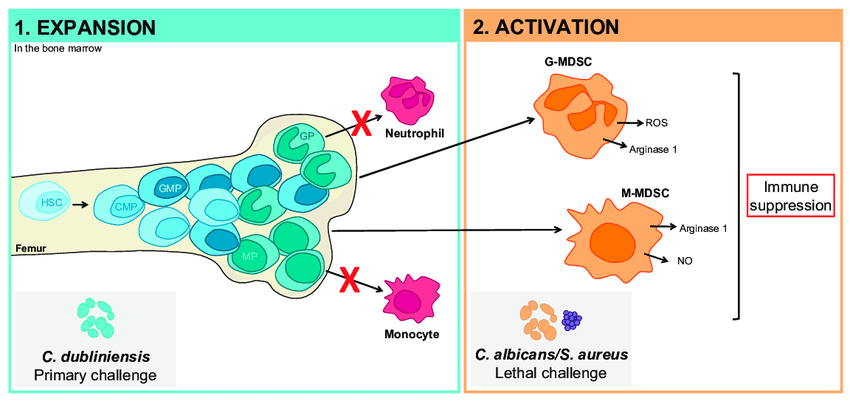 1. EXPANSION
In the bone marrow
HSC
CMP
GMP
GP
MP
Femur
X
Neutrophil
X
Monocyte
C. dubliniensis
Primary challenge
2. ACTIVATION
G-MDSC
ROS
Arginase 1
M-MDSC
Arginase 1
NO
Immune
suppression
C. albicans/S. aureus
Lethal challenge